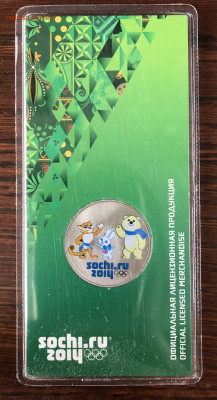 sochi.ru
2014
sochi.ru
2014
ОФИЦИАЛЬНАЯ ЛИЦЕНЗИОННАЯ ПРОДУКЦИЯ
OFFICIAL LICENSED MERCHANDISE